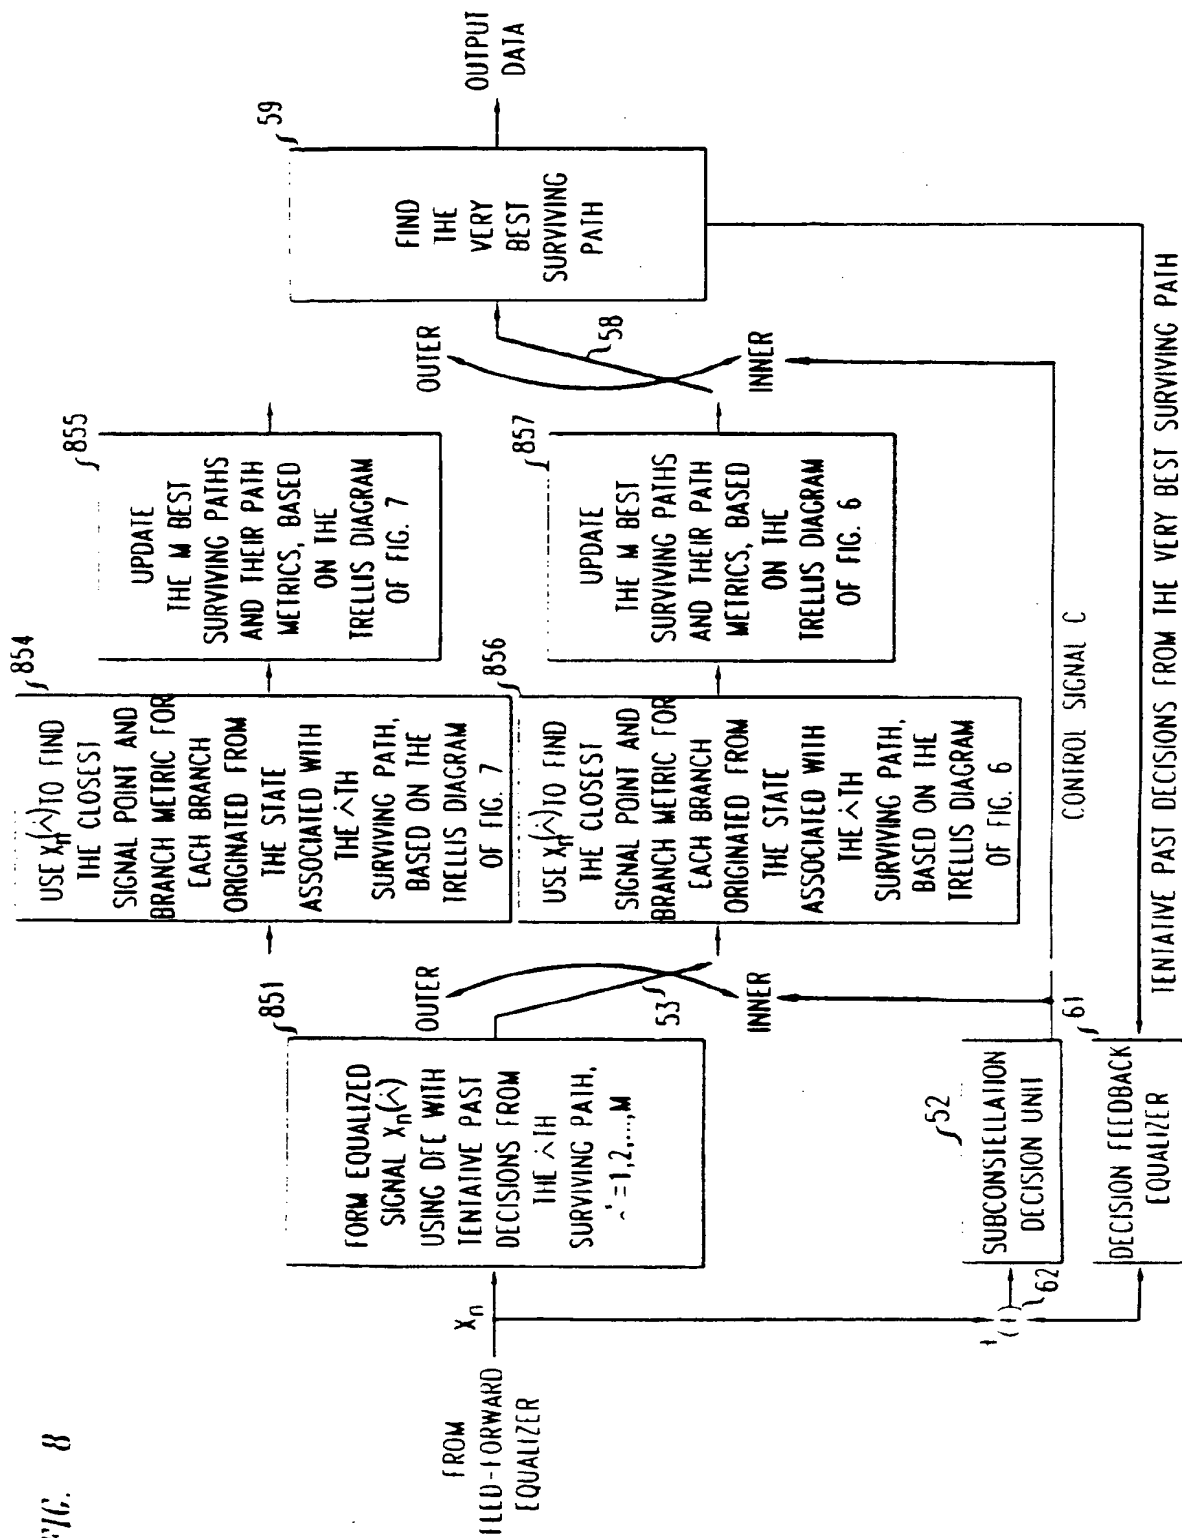 FIG. 8
FROM
FEED-FORWARD
EQUALIZER
Xn
851
FORM EQUALIZED
SIGNAL Xn(i)
USING DFE WITH
TENTATIVE PAST
DECISIONS FROM
THE i TH
SURVIVING PATH,
i=1,2,...,M
OUTER
53
INNER
854
USE Xn(i) TO FIND
THE CLOSEST
SIGNAL POINT AND
BRANCH METRIC FOR
EACH BRANCH
ORIGINATED FROM
THE STATE
ASSOCIATED WITH
THE i TH
SURVIVING PATH,
BASED ON THE
TRELLIS DIAGRAM
OF FIG. 7
855
UPDATE
THE M BEST
SURVIVING PATHS
AND THEIR PATH
METRICS, BASED
ON THE
TRELLIS DIAGRAM
OF FIG. 7
856
USE Xn(i) TO FIND
THE CLOSEST
SIGNAL POINT AND
BRANCH METRIC FOR
EACH BRANCH
ORIGINATED FROM
THE STATE
ASSOCIATED WITH
THE i TH
SURVIVING PATH,
BASED ON THE
TRELLIS DIAGRAM
OF FIG. 6
857
UPDATE
THE M BEST
SURVIVING PATHS
AND THEIR PATH
METRICS, BASED
ON THE
TRELLIS DIAGRAM
OF FIG. 6
OUTER
58
INNER
59
FIND
THE
VERY
BEST
SURVIVING
PATH
OUTPUT
DATA
+
62
52
SUBCONSTELLATION
DECISION UNIT
CONTROL SIGNAL C
61
DECISION FEEDBACK
EQUALIZER
TENTATIVE PAST DECISIONS FROM THE VERY BEST SURVIVING PATH